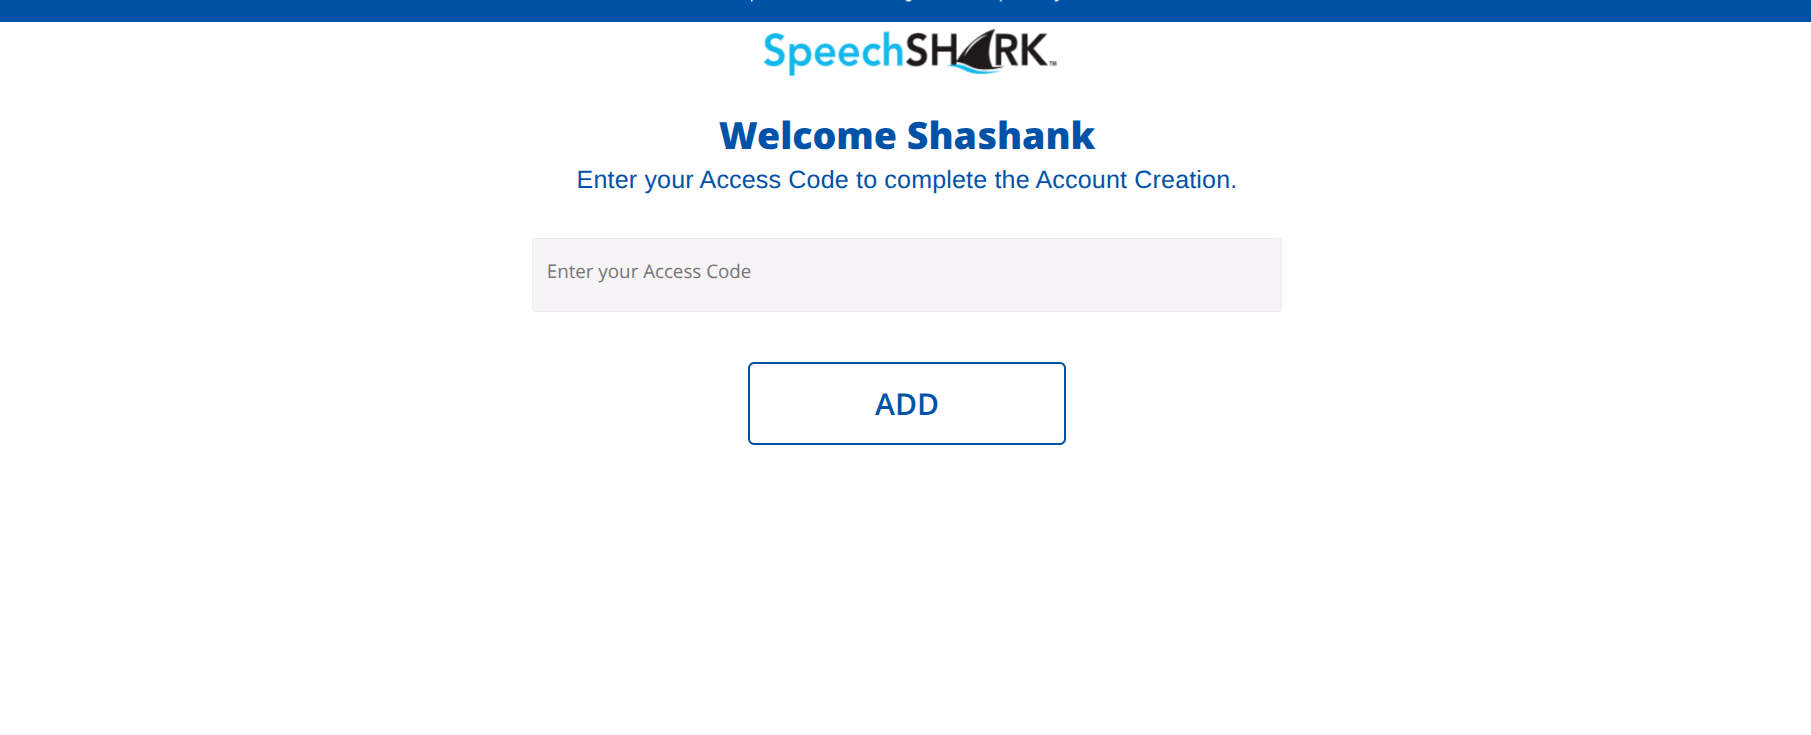 SpeechSHARK™
Welcome Shashank
Enter your Access Code to complete the Account Creation.
Enter your Access Code
ADD